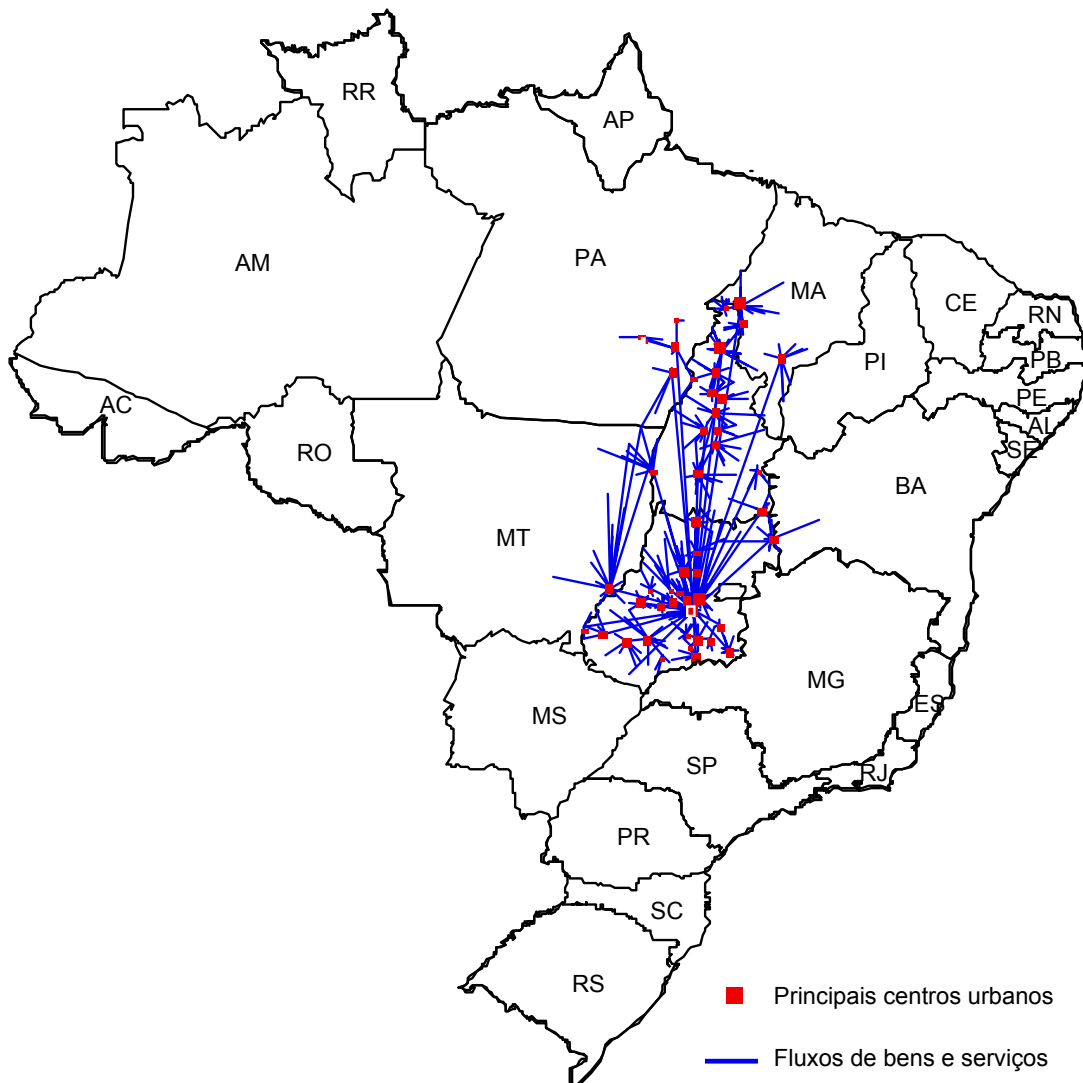 RR
AP
AM
PA
MA
CE
RN
PB
PI
PE
AC
AL
SE
RO
BA
MT
MG
ES
MS
SP
RJ
PR
SC
RS
Principais centros urbanos
Fluxos de bens e serviços